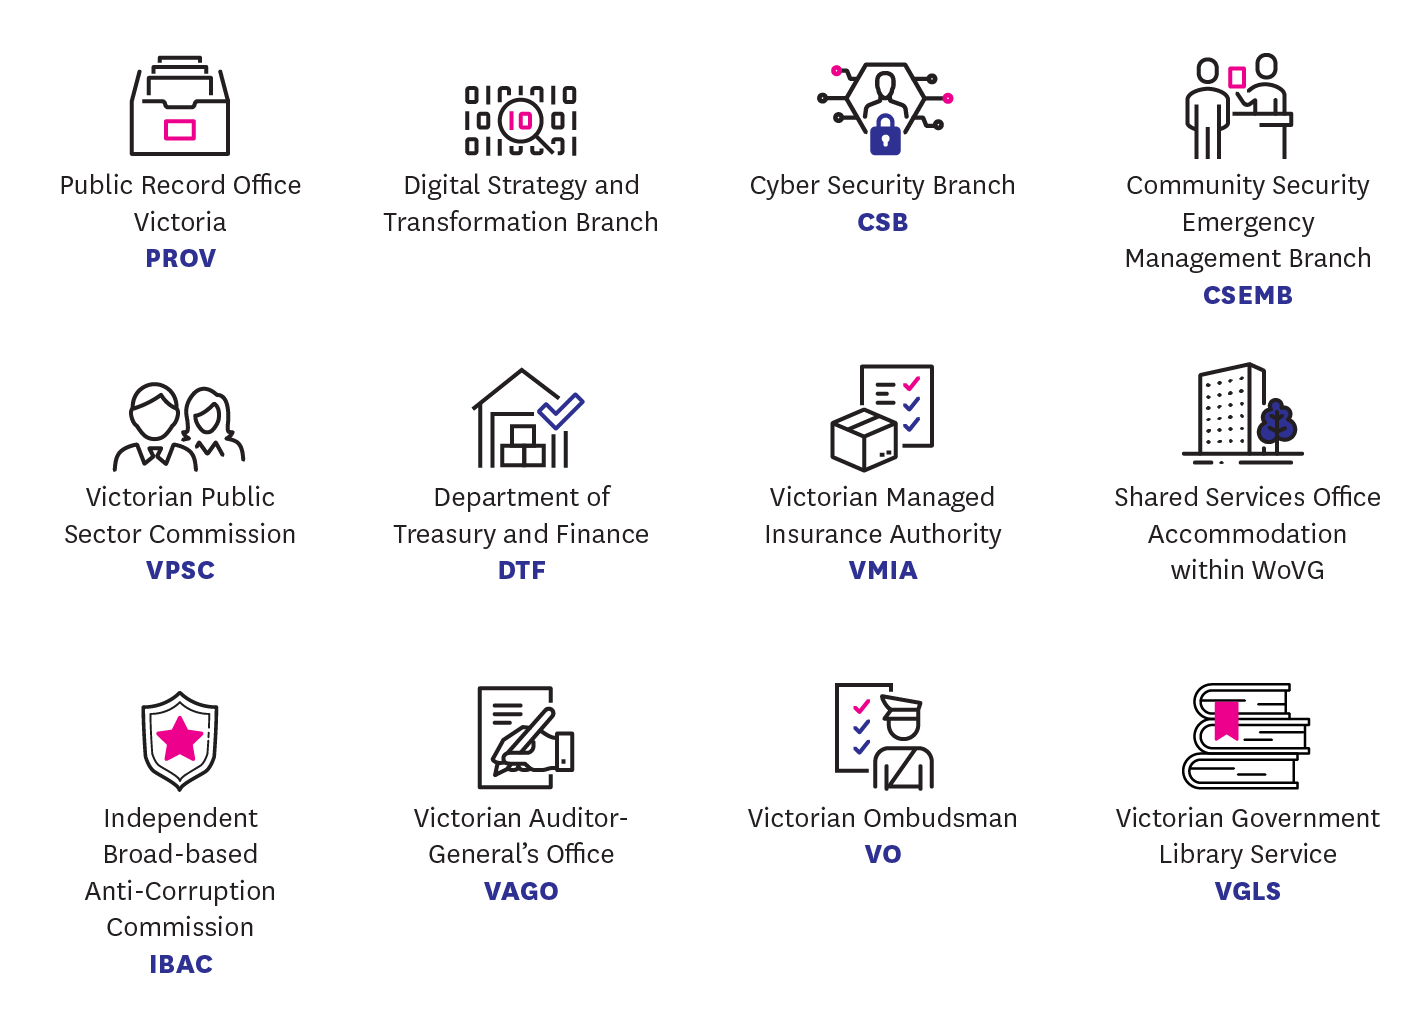 Public Record Office
Victoria
PROV
Digital Strategy and
Transformation Branch
Cyber Security Branch
CSB
Community Security
Emergency
Management Branch
CSEMB
Victorian Public
Sector Commission
VPSC
Department of
Treasury and Finance
DTF
Victorian Managed
Insurance Authority
VMIA
Shared Services Office
Accommodation
within WoVG
Independent
Broad-based
Anti-Corruption
Commission
IBAC
Victorian Auditor-
General’s Office
VAGO
Victorian Ombudsman
VO
Victorian Government
Library Service
VGLS